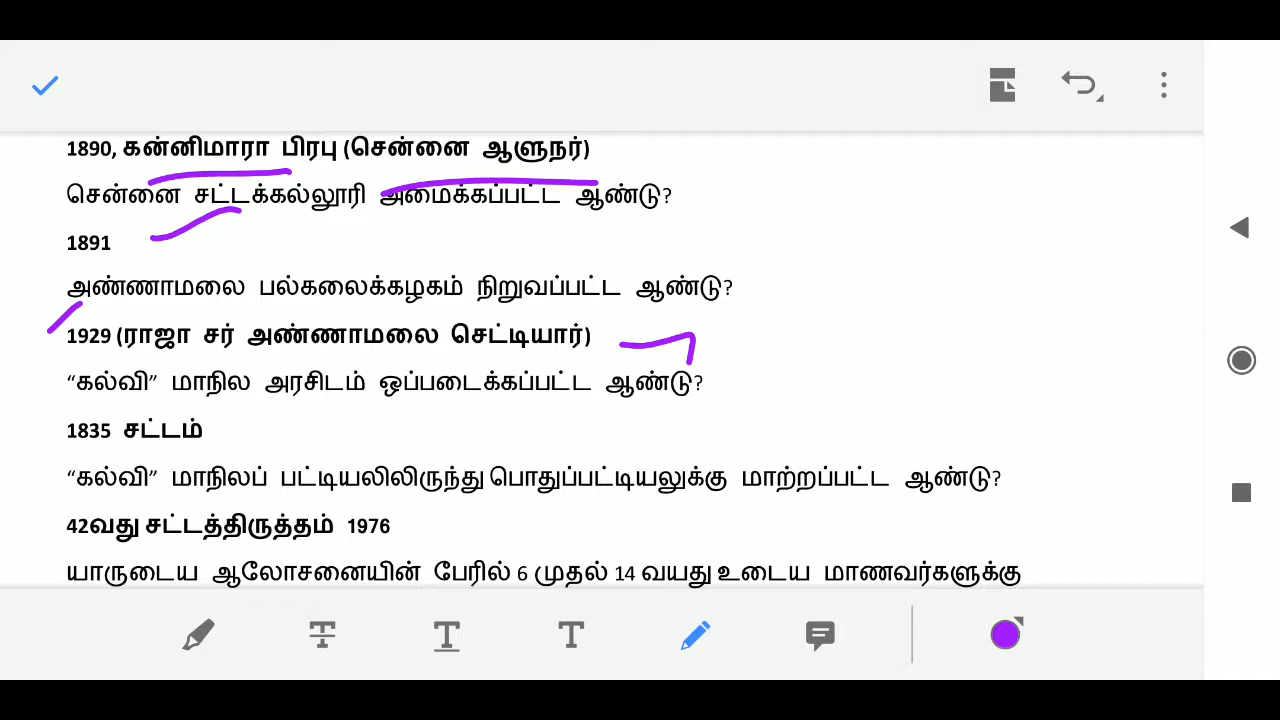 1890, கன்னிமாரா பிரபு (சென்னை ஆளுநர்)
சென்னை சட்டக்கல்லூரி அமைக்கப்பட்ட ஆண்டு?
1891
அண்ணாமலை பல்கலைக்கழகம் நிறுவப்பட்ட ஆண்டு?
1929 (ராஜா சர் அண்ணாமலை செட்டியார்)
“கல்வி” மாநில அரசிடம் ஒப்படைக்கப்பட்ட ஆண்டு?
1835 சட்டம்
“கல்வி” மாநிலப் பட்டியலிலிருந்து பொதுப்பட்டியலுக்கு மாற்றப்பட்ட ஆண்டு?
42வது சட்டத்திருத்தம் 1976
யாருடைய ஆலோசனையின் பேரில் 6 முதல் 14 வயது உடைய மாணவர்களுக்கு